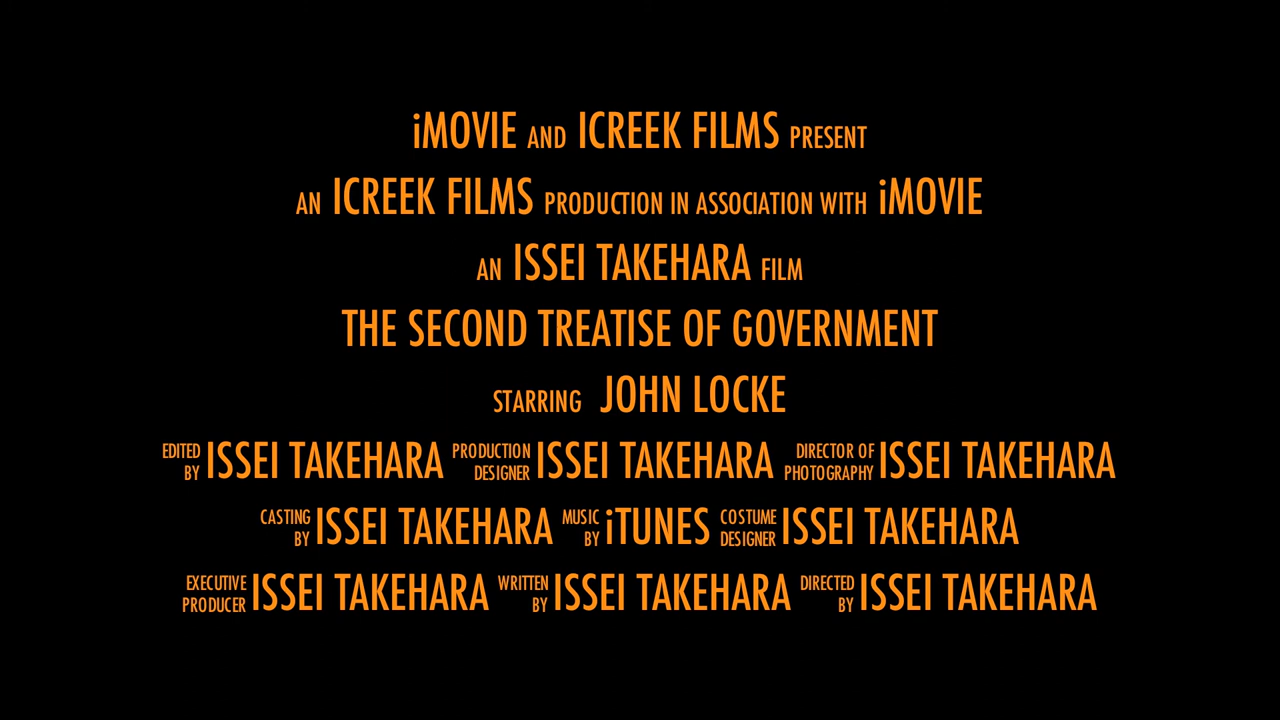 iMOVIE AND ICREEK FILMS PRESENT
AN ICREEK FILMS PRODUCTION IN ASSOCIATION WITH iMOVIE
AN ISSEI TAKEHARA FILM
THE SECOND TREATISE OF GOVERNMENT
STARRING JOHN LOCKE
EDITED BY ISSEI TAKEHARA PRODUCTION DESIGNER ISSEI TAKEHARA DIRECTOR OF PHOTOGRAPHY ISSEI TAKEHARA
CASTING BY ISSEI TAKEHARA MUSIC BY iTUNES COSTUME DESIGNER ISSEI TAKEHARA
EXECUTIVE PRODUCER ISSEI TAKEHARA WRITTEN BY ISSEI TAKEHARA DIRECTED BY ISSEI TAKEHARA